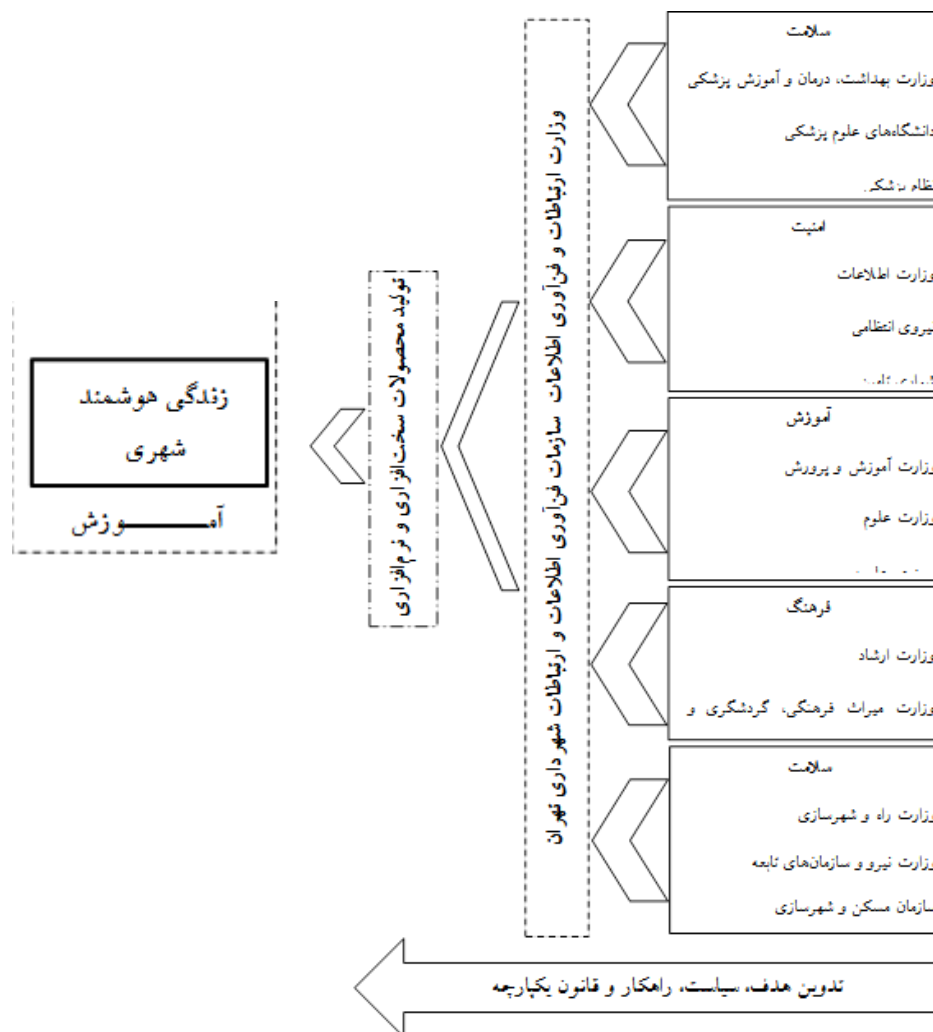 سلامت
وزارت بهداشت، درمان و آموزش پزشکی
دانشگاه‌های علوم پزشکی
نظام پزشکی
امنیت
وزارت اطلاعات
نیروی انتظامی
آموزش
وزارت آموزش و پرورش
وزارت علوم
فرهنگ
وزارت ارشاد
وزارت میراث فرهنگی، گردشگری و
سلامت
وزارت راه و شهرسازی
وزارت نیرو و سازمان‌های تابعه
سازمان مسکن و شهرسازی
وزارت ارتباطات و فن‌آوری اطلاعات سازمات فن‌آوری اطلاعات و ارتباطات شهرداری تهران
تولید محصولات سخت‌افزاری و نرم‌افزاری
زندگی هوشمند
شهری
آمـــــــوزش
تدوین هدف، سیاست، راهکار و قانون یکپارچه